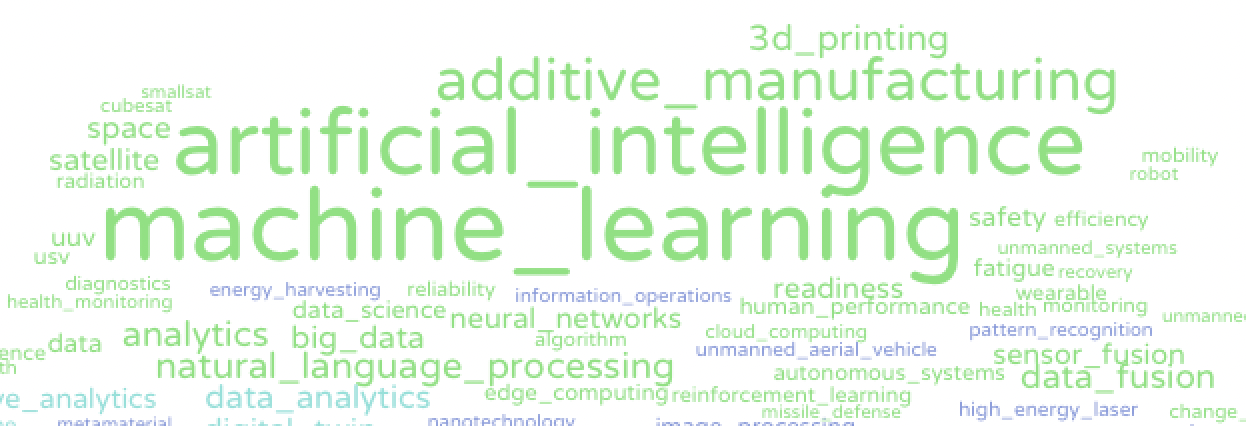 3d_printing
additive_manufacturing
smallsat
cubesat
space
artificial_intelligence
satellite
mobility
radiation
robot
machine_learning
safety efficiency
uuv
unmanned_systems
usv
fatigue recovery
diagnostics
energy_harvesting reliability information_operations readiness wearable
health_monitoring
data_science neural_networks human_performance health monitoring
analytics big_data algorithm cloud_computing pattern_recognition
data
unmanned_aerial_vehicle sensor_fusion
natural_language_processing autonomous_systems data_fusion
ve_analytics data_analytics edge_computing reinforcement_learning
missile_defense high_energy_laser change_
metamaterial digital_twin nanotechnology image_processing